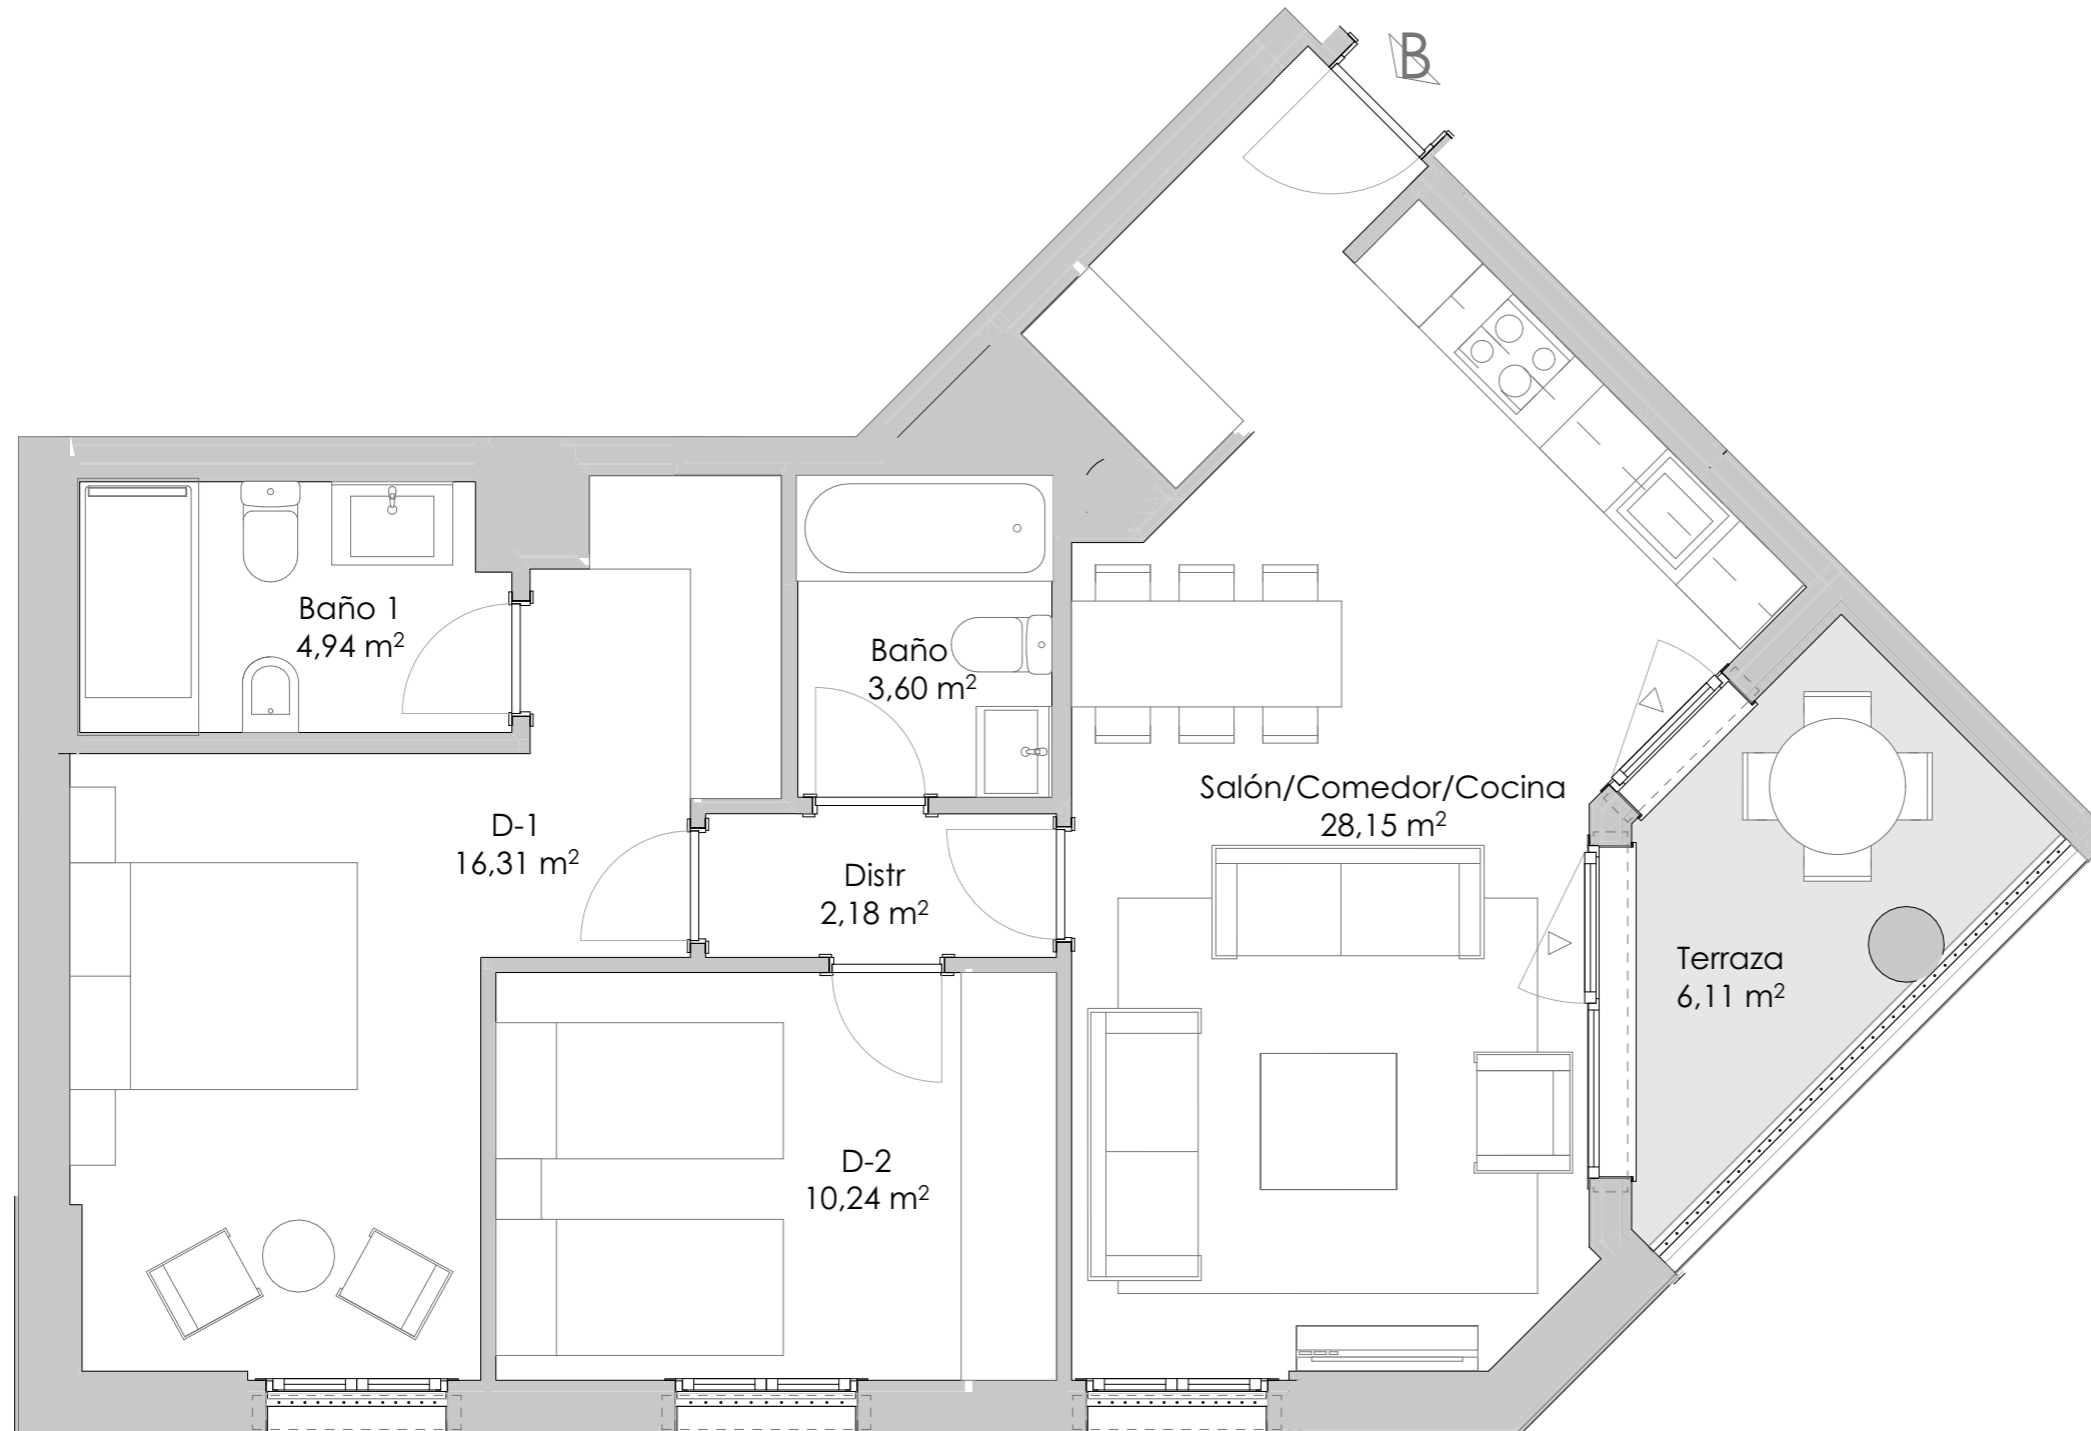 B
Baño 1
4,94 m²
Baño
3,60 m²
Salón/Comedor/Cocina
28,15 m²
D-1
16,31 m²
Distr
2,18 m²
Terraza
6,11 m²
D-2
10,24 m²